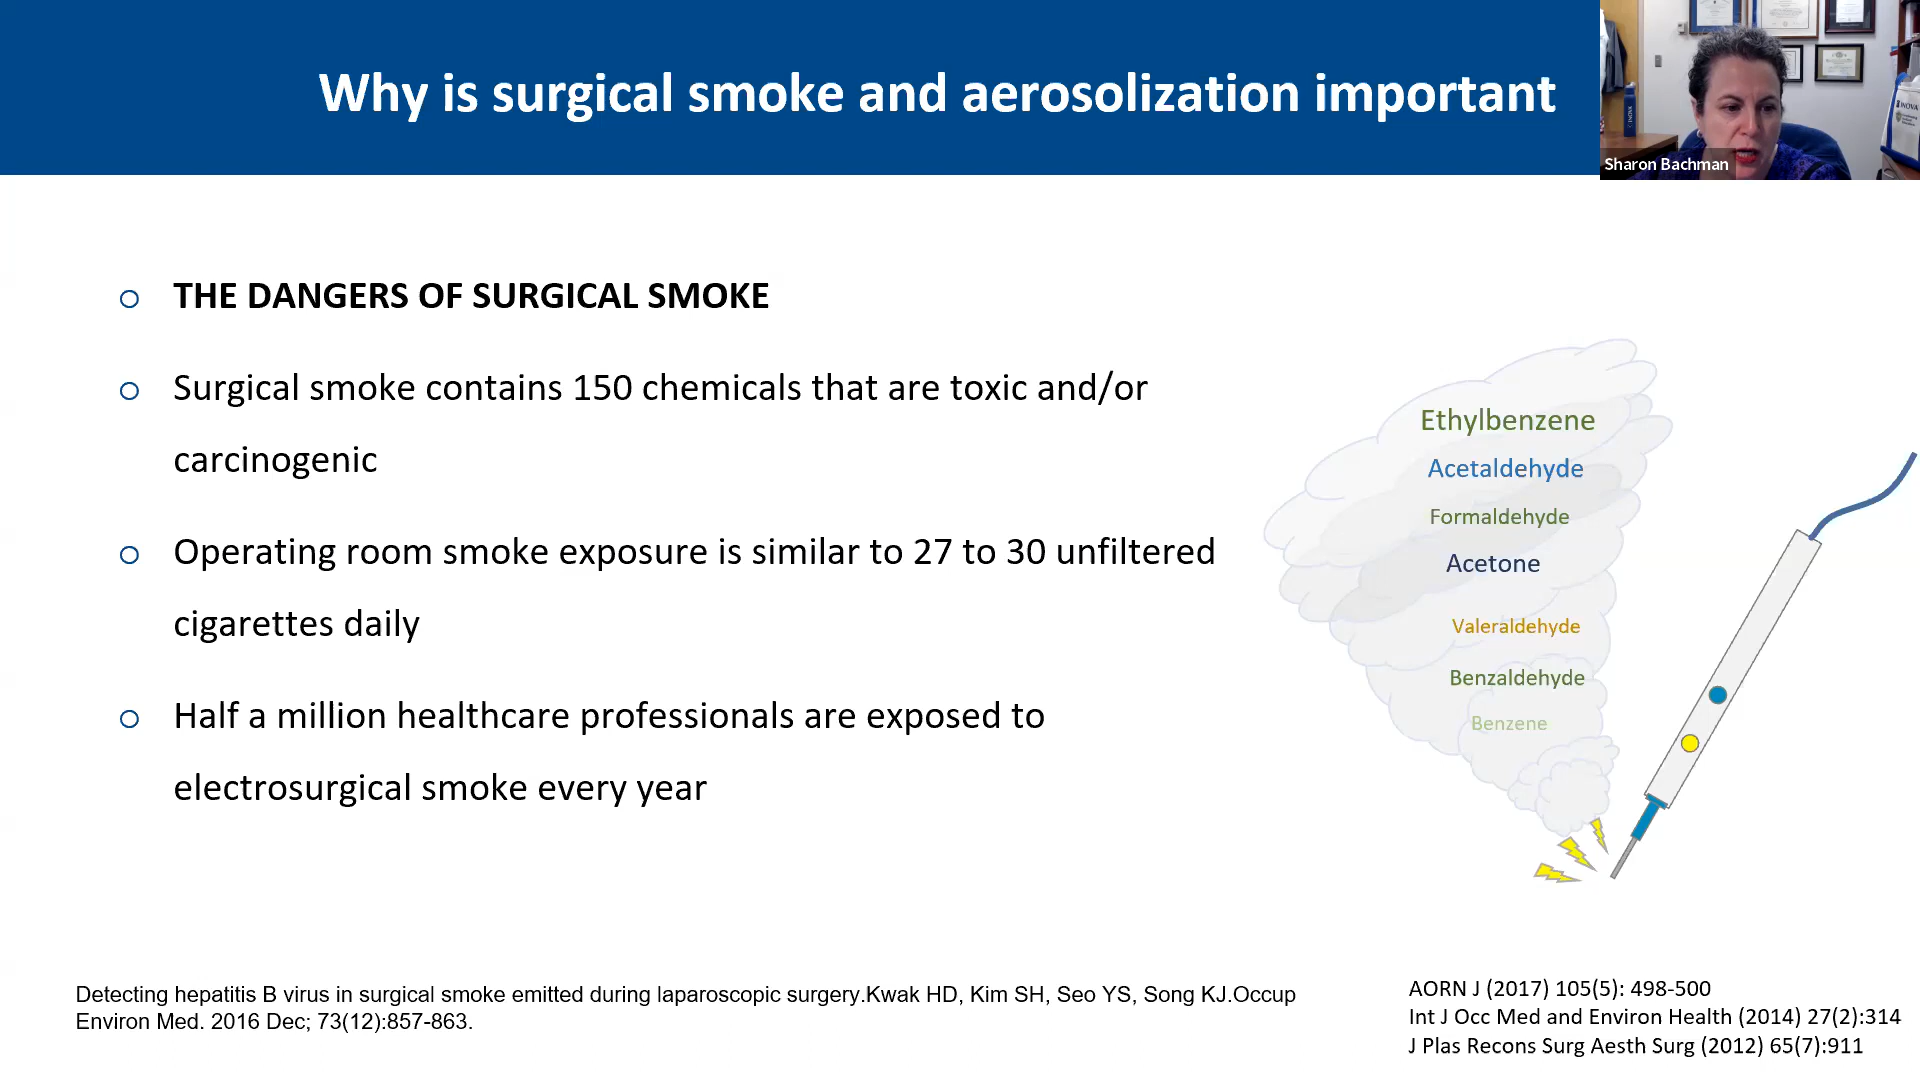 Why is surgical smoke and aerosolization important
INOVA
Sharon Bachman
THE DANGERS OF SURGICAL SMOKE
Surgical smoke contains 150 chemicals that are toxic and/or
carcinogenic
Operating room smoke exposure is similar to 27 to 30 unfiltered
cigarettes daily
Half a million healthcare professionals are exposed to
electrosurgical smoke every year
Ethylbenzene
Acetaldehyde
Formaldehyde
Acetone
Valeraldehyde
Benzaldehyde
Benzene
Detecting hepatitis B virus in surgical smoke emitted during laparoscopic surgery.Kwak HD, Kim SH, Seo YS, Song KJ.Occup
Environ Med. 2016 Dec; 73(12):857-863.
AORN J (2017) 105(5): 498-500
Int J Occ Med and Environ Health (2014) 27(2):314
J Plas Recons Surg Aesth Surg (2012) 65(7):911